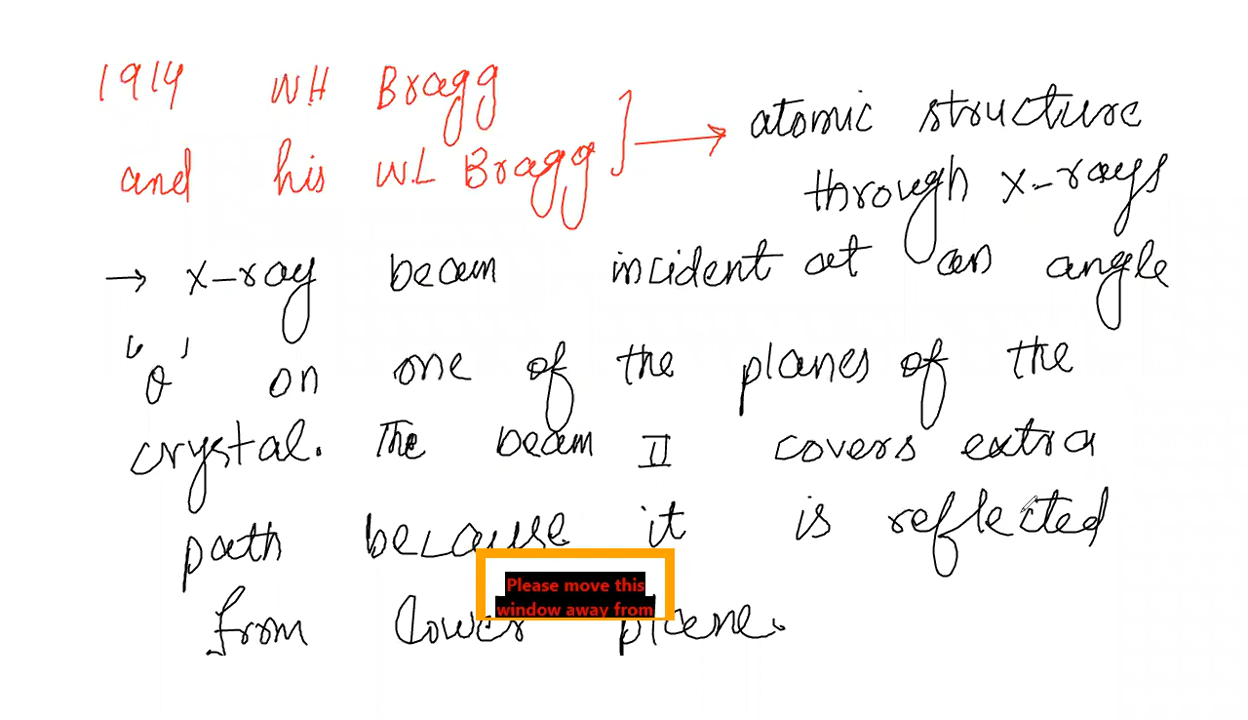 1914 WH Bragg
and his W.L Bragg
→ atomic structure
through x-rays
→ x-ray beam incident at an angle
"θ' on one of the planes of the
crystal. The beam II covers extra
path because it is reflected
from lower plane.
Please move this
window away from